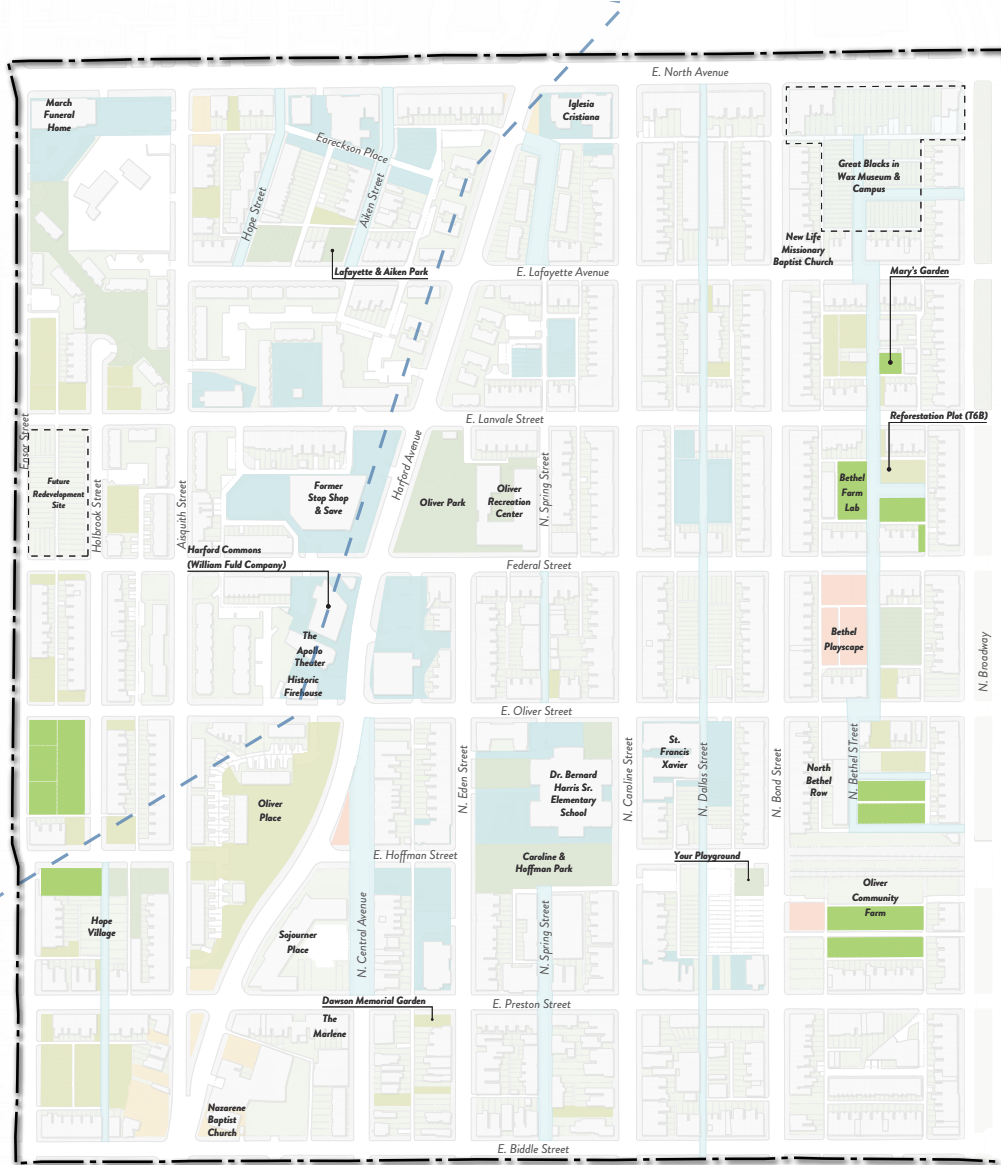 E. North Avenue
March
Funeral
Home
Iglesia
Cristiana
Eareckson Place
Great Blacks in
Wax Museum &
Campus
Hope Street
Aiken Street
New Life
Missionary
Baptist Church
Lafayette & Aiken Park
E. Lafayette Avenue
Mary's Garden
E. Lanvale Street
Reforestation Plot (T6B)
Ensor Street
Harford Avenue
Future
Redevelopment
Site
Holbrook Street
Aisquith Street
Former
Stop Shop
& Save
Oliver Park
Oliver
Recreation
Center
N. Spring Street
Bethel
Farm
Lab
Harford Commons
(William Fuld Company)
Federal Street
The
Apollo
Theater
Historic
Firehouse
Bethel
Playscape
N. Broadway
E. Oliver Street
N. Eden Street
Dr. Bernard
Harris Sr.
Elementary
School
N. Caroline Street
St.
Francis
Xavier
N. Dallas Street
N. Bond Street
North
Bethel
Row
N. Bethel STreet
Oliver
Place
E. Hoffman Street
Caroline &
Hoffman Park
Your Playground
Oliver
Community
Farm
Hope
Village
Sojourner
Place
N. Central Avenue
N. Spring Street
Dawson Memorial Garden
E. Preston Street
The
Marlene
Nazarene
Baptist
Church
E. Biddle Street